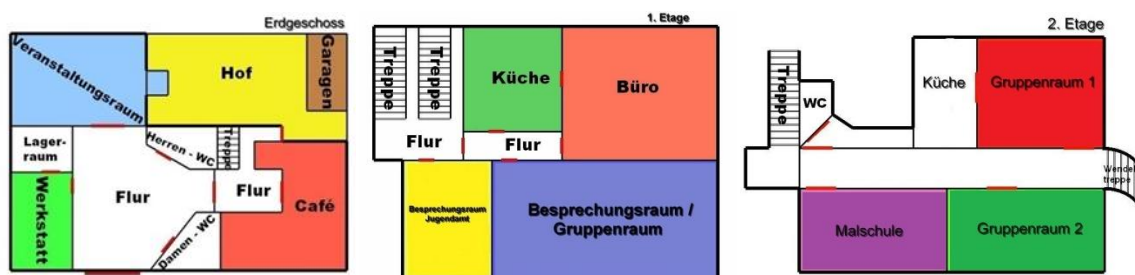 Erdgeschoss
Veranstaltungsraum
Hof
Garagen
Lager-
raum
Herren - WC
Treppe
Werkstatt
Flur
Flur
Café
Damen - WC
1. Etage
Treppe
Treppe
Küche
Büro
Flur
Flur
Besprechungsraum
Jugendamt
Besprechungsraum /
Gruppenraum
2. Etage
Treppe
WC
Küche
Gruppenraum 1
Wendel
treppe
Malschule
Gruppenraum 2